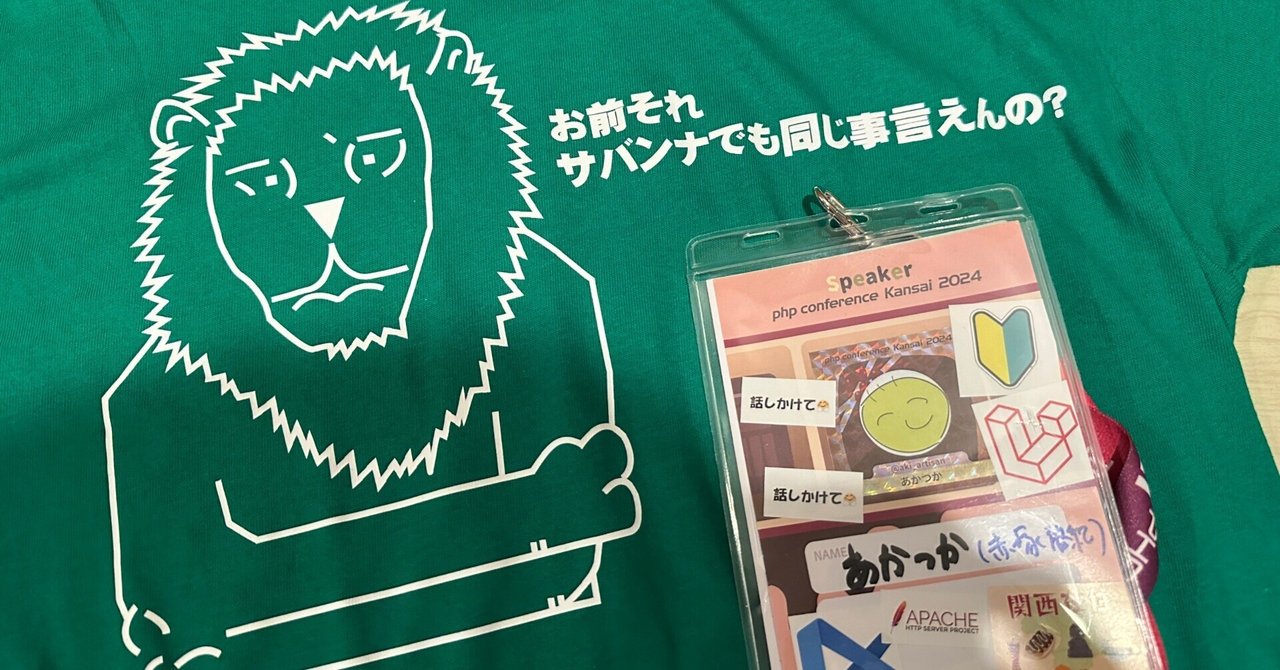 お前それ
サバンナでも同じ事言えんの?
Speaker
php conference Kansai 2024
php conference Kansai 2024
話しかけて
@aki_artisan
あかつか
話しかけて
NAME
あかつか
APACHE
HTTP SERVER PROJECT
関西